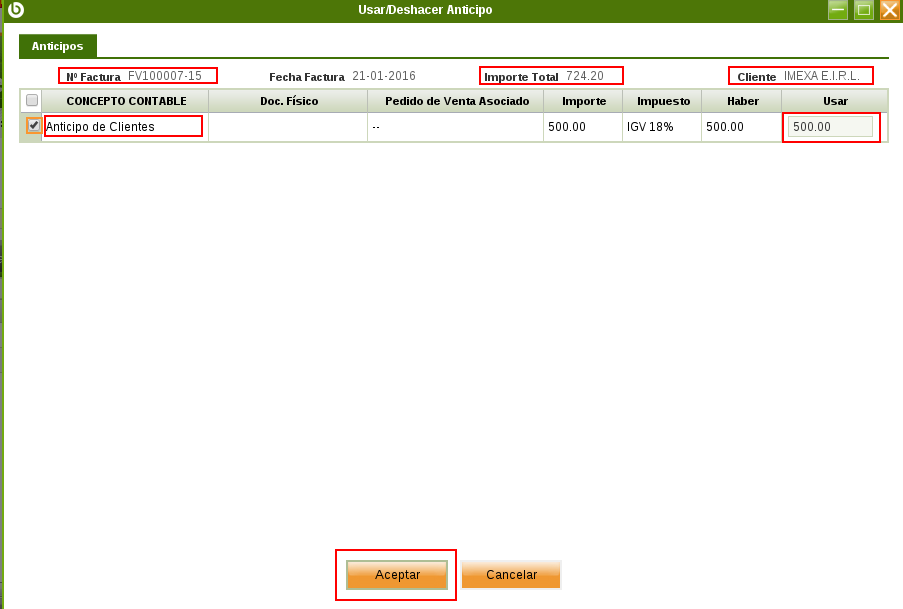 Usar/Deshacer Anticipo
Anticipos
Nº Factura FV100007-15 Fecha Factura 21-01-2016 Importe Total 724.20 Cliente IMEXA E.I.R.L.
CONCEPTO CONTABLE Doc. Físico Pedido de Venta Asociado Importe Impuesto Haber Usar
Anticipo de Clientes -- 500.00 IGV 18% 500.00 500.00
Aceptar Cancelar